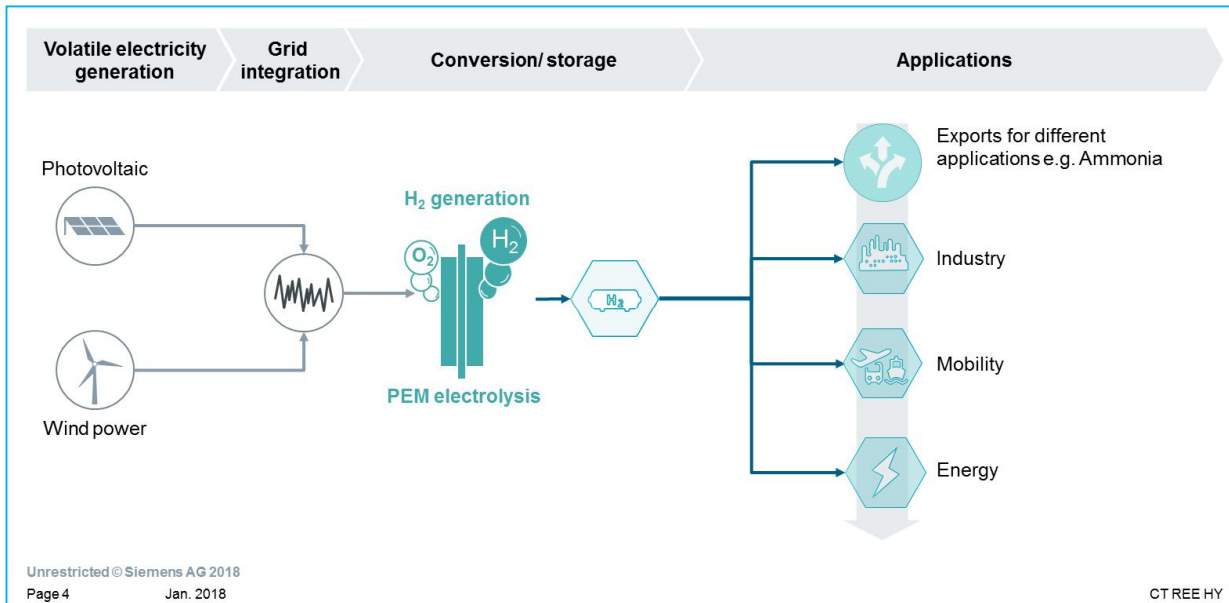 Volatile electricity
generation
Grid
integration
Conversion/ storage
Applications
Photovoltaic
Wind power
H₂ generation
O₂
H₂
PEM electrolysis
H₂
Exports for different
applications e.g. Ammonia
Industry
Mobility
Energy
Unrestricted © Siemens AG 2018
Page 4 Jan. 2018 CT REE HY